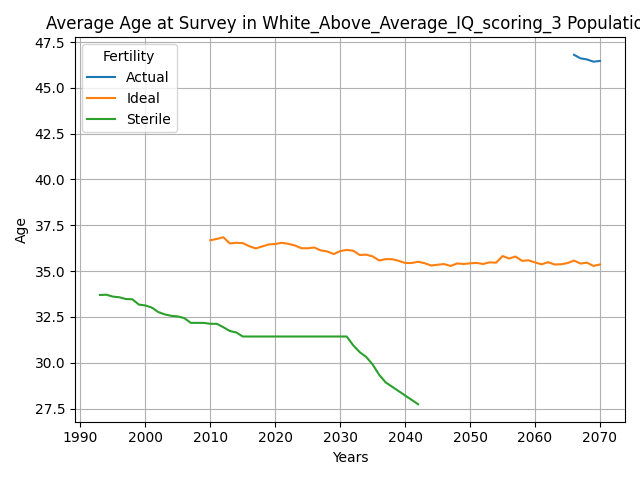 Average Age at Survey in White_Above_Average_IQ_scoring_3 Populatio
Fertility
Actual
Ideal
Sterile
47.5
45.0
42.5
40.0
37.5
35.0
32.5
30.0
27.5
Age
1990 2000 2010 2020 2030 2040 2050 2060 2070
Years